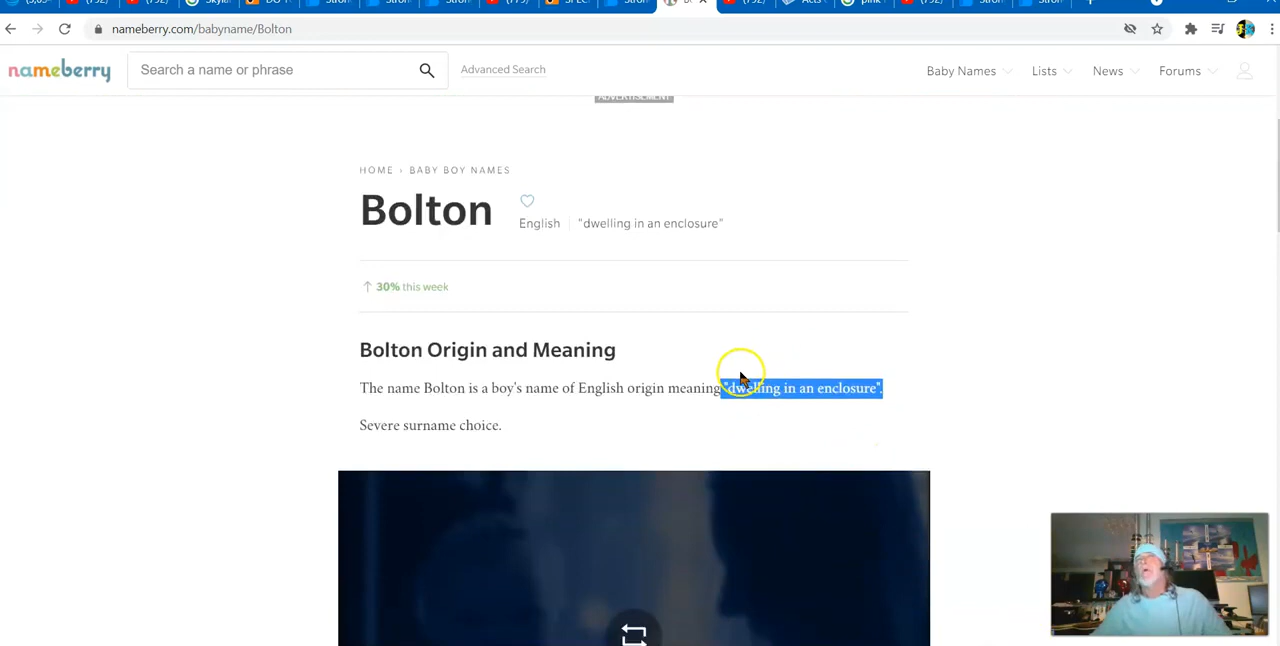 (792)
nameberry.com/babyname/Bolton
nameberry
Search a name or phrase
Advanced Search
Baby Names
Lists
News
Forums
ADVERTISEMENT
HOME › BABY BOY NAMES
Bolton
English
"dwelling in an enclosure"
↑ 30% this week
Bolton Origin and Meaning
The name Bolton is a boy's name of English origin meaning "dwelling in an enclosure".
Severe surname choice.